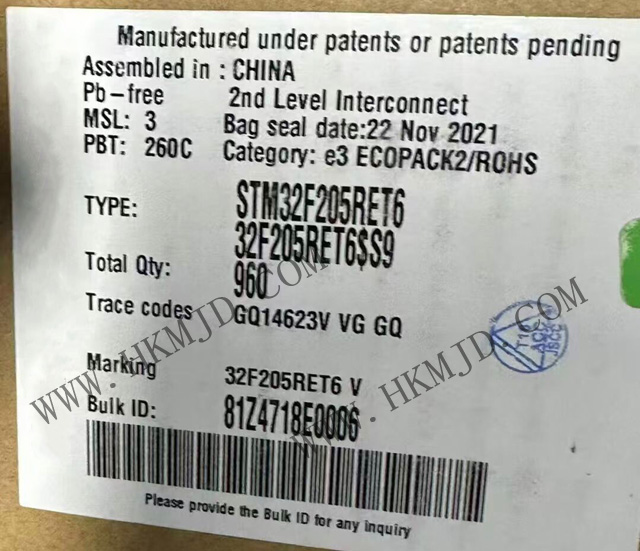 Manufactured under patents or patents pending
Assembled in : CHINA
Pb-free 2nd Level Interconnect
MSL: 3 Bag seal date:22 Nov 2021
PBT: 260C Category: e3 ECOPACK2/ROHS
TYPE: STM32F205RET6
32F205RET6$S9
Total Qty: 960
Trace codes GQ14623V VG GQ
Marking 32F205RET6 V
Bulk ID: 81Z4718E0006
Please provide the Bulk ID for any inquiry
WWW.HKMJD.COM
WWW.HKMJD.COM